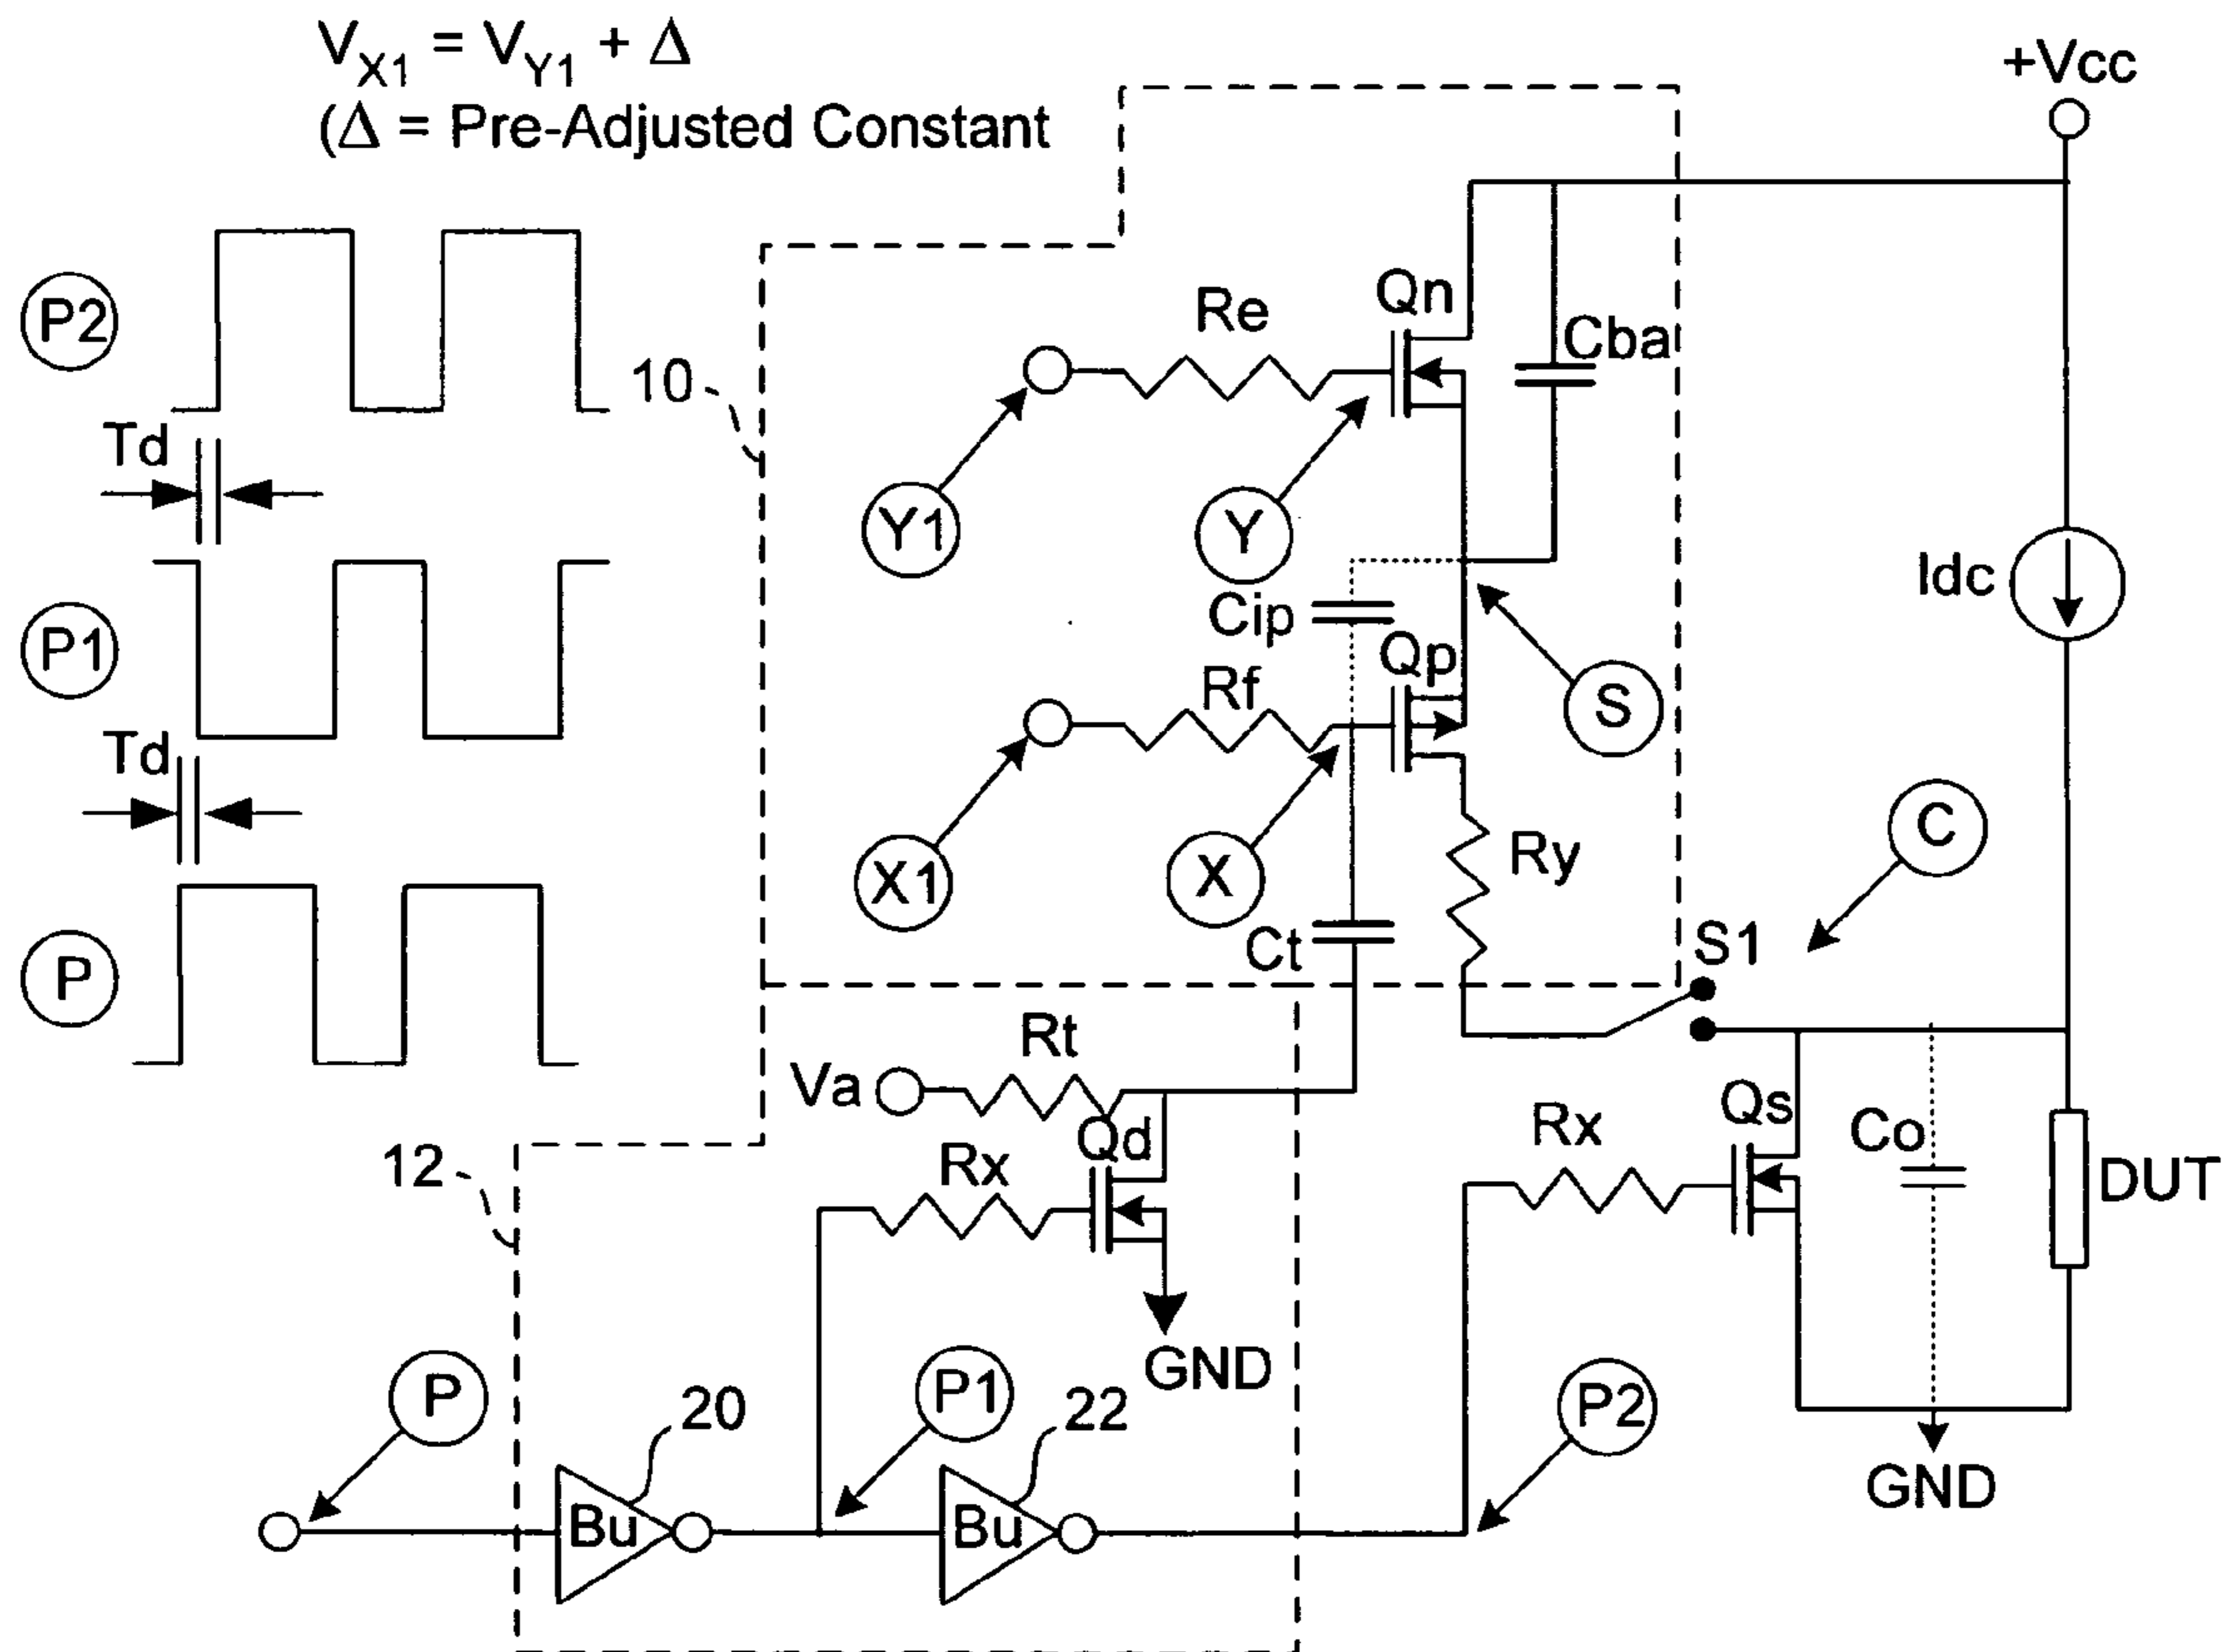 V_X1 = V_Y1 + Δ
(Δ = Pre-Adjusted Constant
+Vcc
P2
Td
P1
Td
P
10
Re
Qn
Cba
Y1
Y
Idc
Cip
Qp
Rf
S
X1
X
Ry
C
Ct
S1
Rt
Va
Qd
Rx
12
GND
Rx
Qs
Co
DUT
P
20
P1
22
P2
GND
Bu
Bu